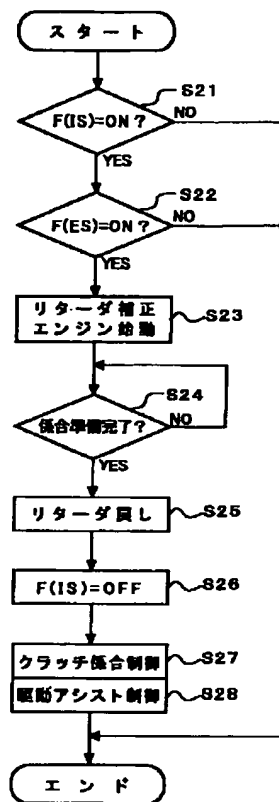 スタート
S21
F(IS)=ON?
NO
YES
S22
F(ES)=ON?
NO
YES
リターダ補正
エンジン始動
S23
S24
係合準備完了?
NO
YES
リターダ戻し
S25
F(IS)=OFF
S26
クラッチ係合制御
S27
駆動アシスト制御
S28
エンド